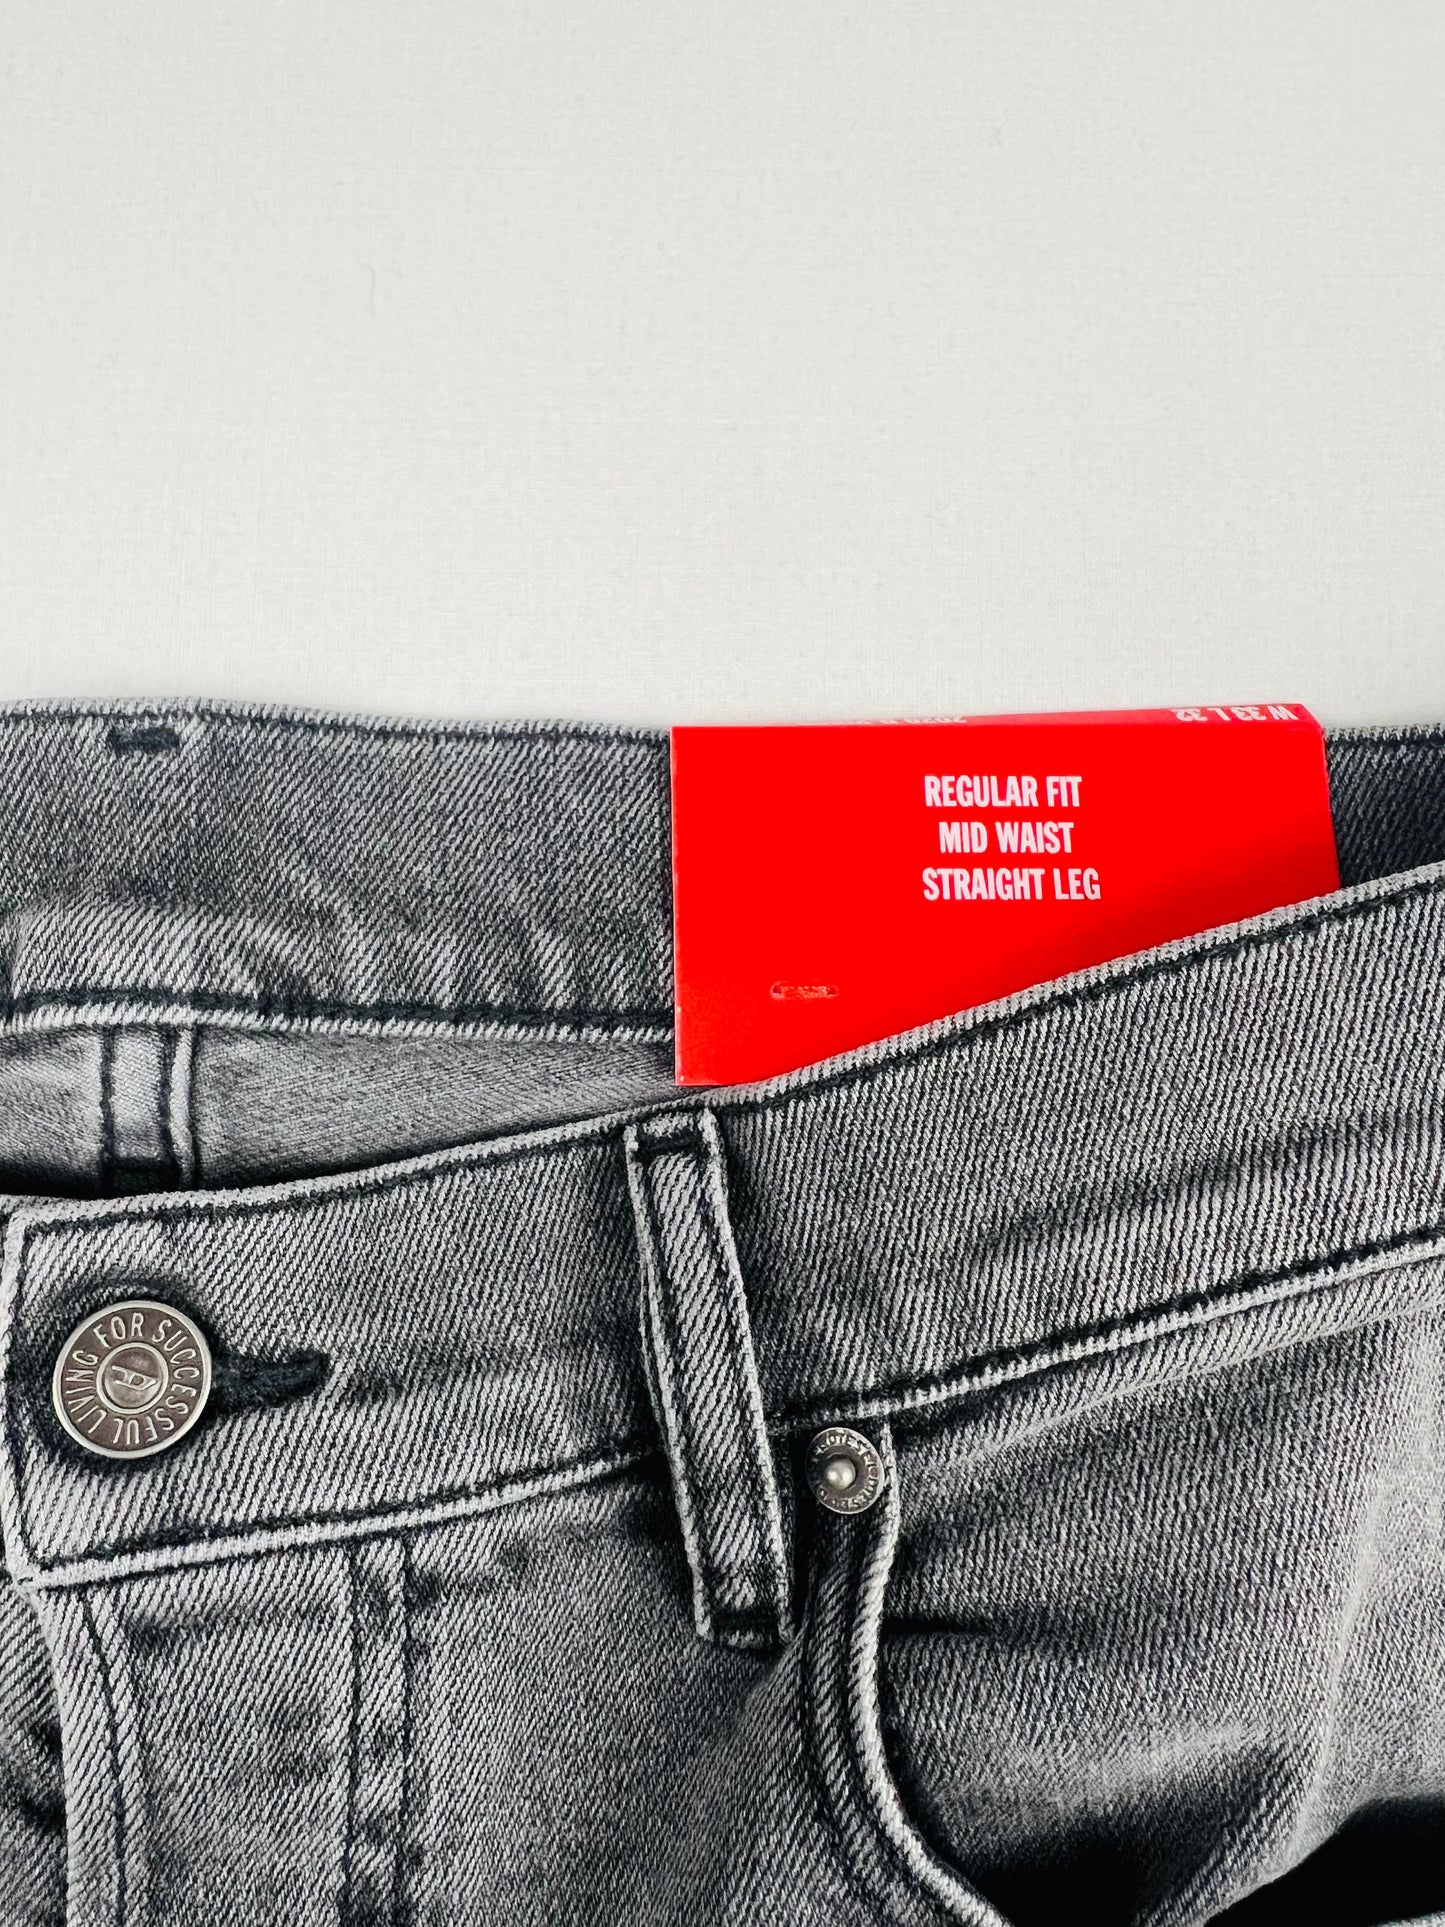 W 33 L 32
REGULAR FIT
MID WAIST
STRAIGHT LEG
FOR SUCCESSFUL LIVING
D